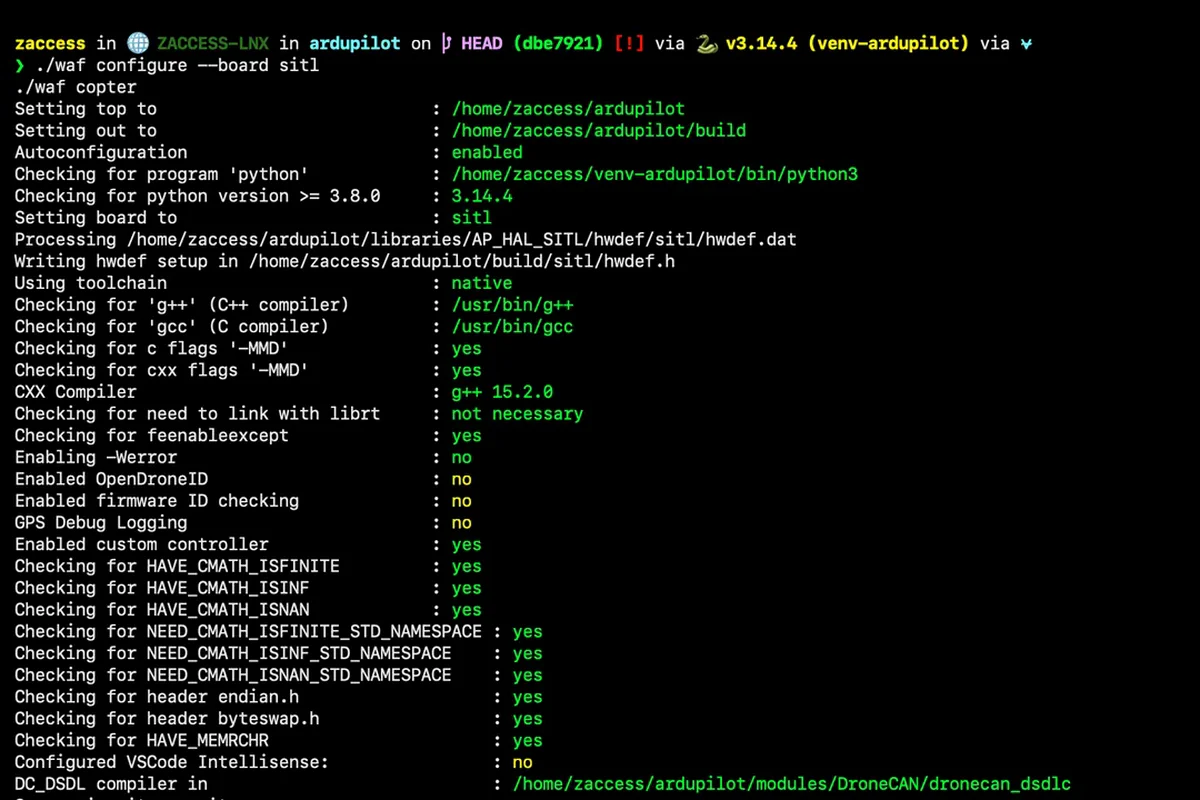 zaccess in 🌐 ZACCESS-LNX in ardupilot on HEAD (dbe7921) [!] via 🐍 v3.14.4 (venv-ardupilot) via
❯ ./waf configure --board sitl
./waf copter
Setting top to : /home/zaccess/ardupilot
Setting out to : /home/zaccess/ardupilot/build
Autoconfiguration : enabled
Checking for program 'python' : /home/zaccess/venv-ardupilot/bin/python3
Checking for python version >= 3.8.0 : 3.14.4
Setting board to : sitl
Processing /home/zaccess/ardupilot/libraries/AP_HAL_SITL/hwdef/sitl/hwdef.dat
Writing hwdef setup in /home/zaccess/ardupilot/build/sitl/hwdef.h
Using toolchain : native
Checking for 'g++' (C++ compiler) : /usr/bin/g++
Checking for 'gcc' (C compiler) : /usr/bin/gcc
Checking for c flags '-MMD' : yes
Checking for cxx flags '-MMD' : yes
CXX Compiler : g++ 15.2.0
Checking for need to link with librt : not necessary
Checking for feenableexcept : yes
Enabling -Werror : no
Enabled OpenDroneID : no
Enabled firmware ID checking : no
GPS Debug Logging : no
Enabled custom controller : yes
Checking for HAVE_CMATH_ISFINITE : yes
Checking for HAVE_CMATH_ISINF : yes
Checking for HAVE_CMATH_ISNAN : yes
Checking for NEED_CMATH_ISFINITE_STD_NAMESPACE : yes
Checking for NEED_CMATH_ISINF_STD_NAMESPACE : yes
Checking for NEED_CMATH_ISNAN_STD_NAMESPACE : yes
Checking for header endian.h : yes
Checking for header byteswap.h : yes
Checking for HAVE_MEMRCHR : yes
Configured VSCode Intellisense: : no
DC_DSDL compiler in : /home/zaccess/ardupilot/modules/DroneCAN/dronecan_dsdlc